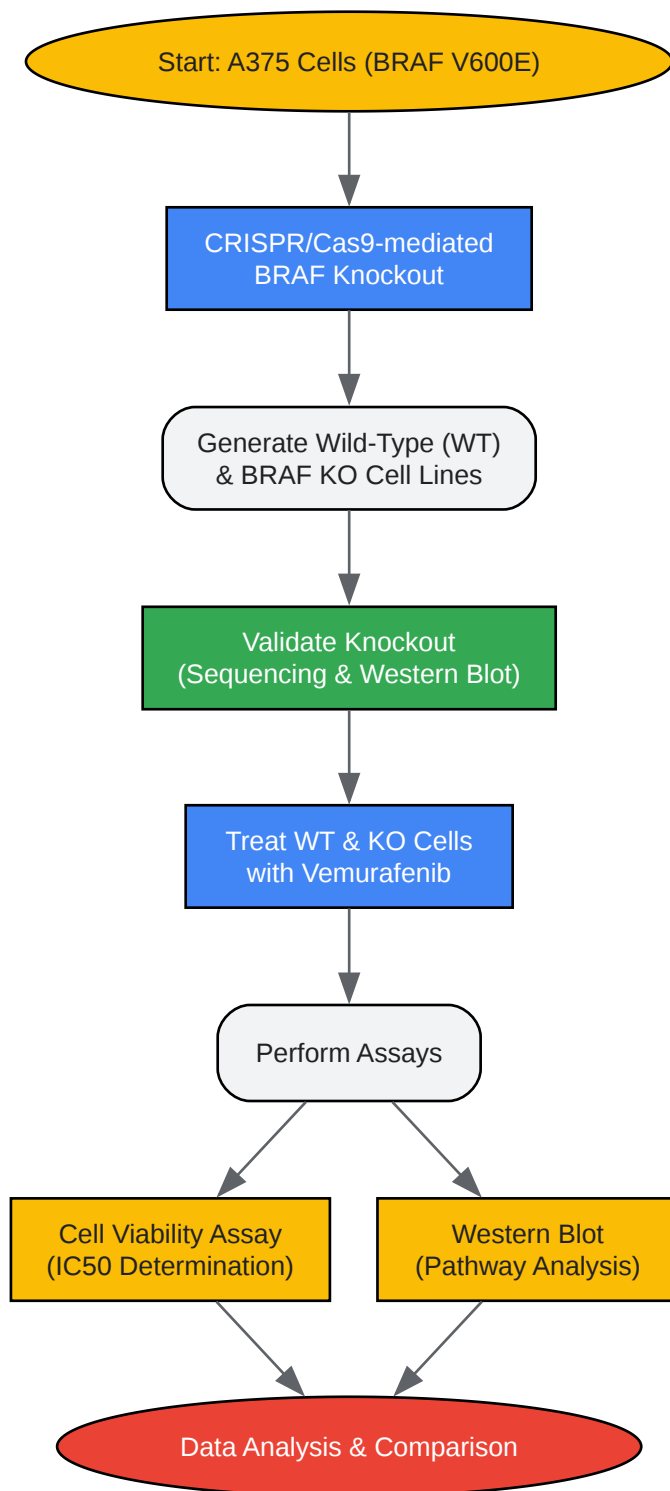 Start: A375 Cells (BRAF V600E)
CRISPR/Cas9-mediated
BRAF Knockout
Generate Wild-Type (WT)
& BRAF KO Cell Lines
Validate Knockout
(Sequencing & Western Blot)
Treat WT & KO Cells
with Vemurafenib
Perform Assays
Cell Viability Assay
(IC50 Determination)
Western Blot
(Pathway Analysis)
Data Analysis & Comparison